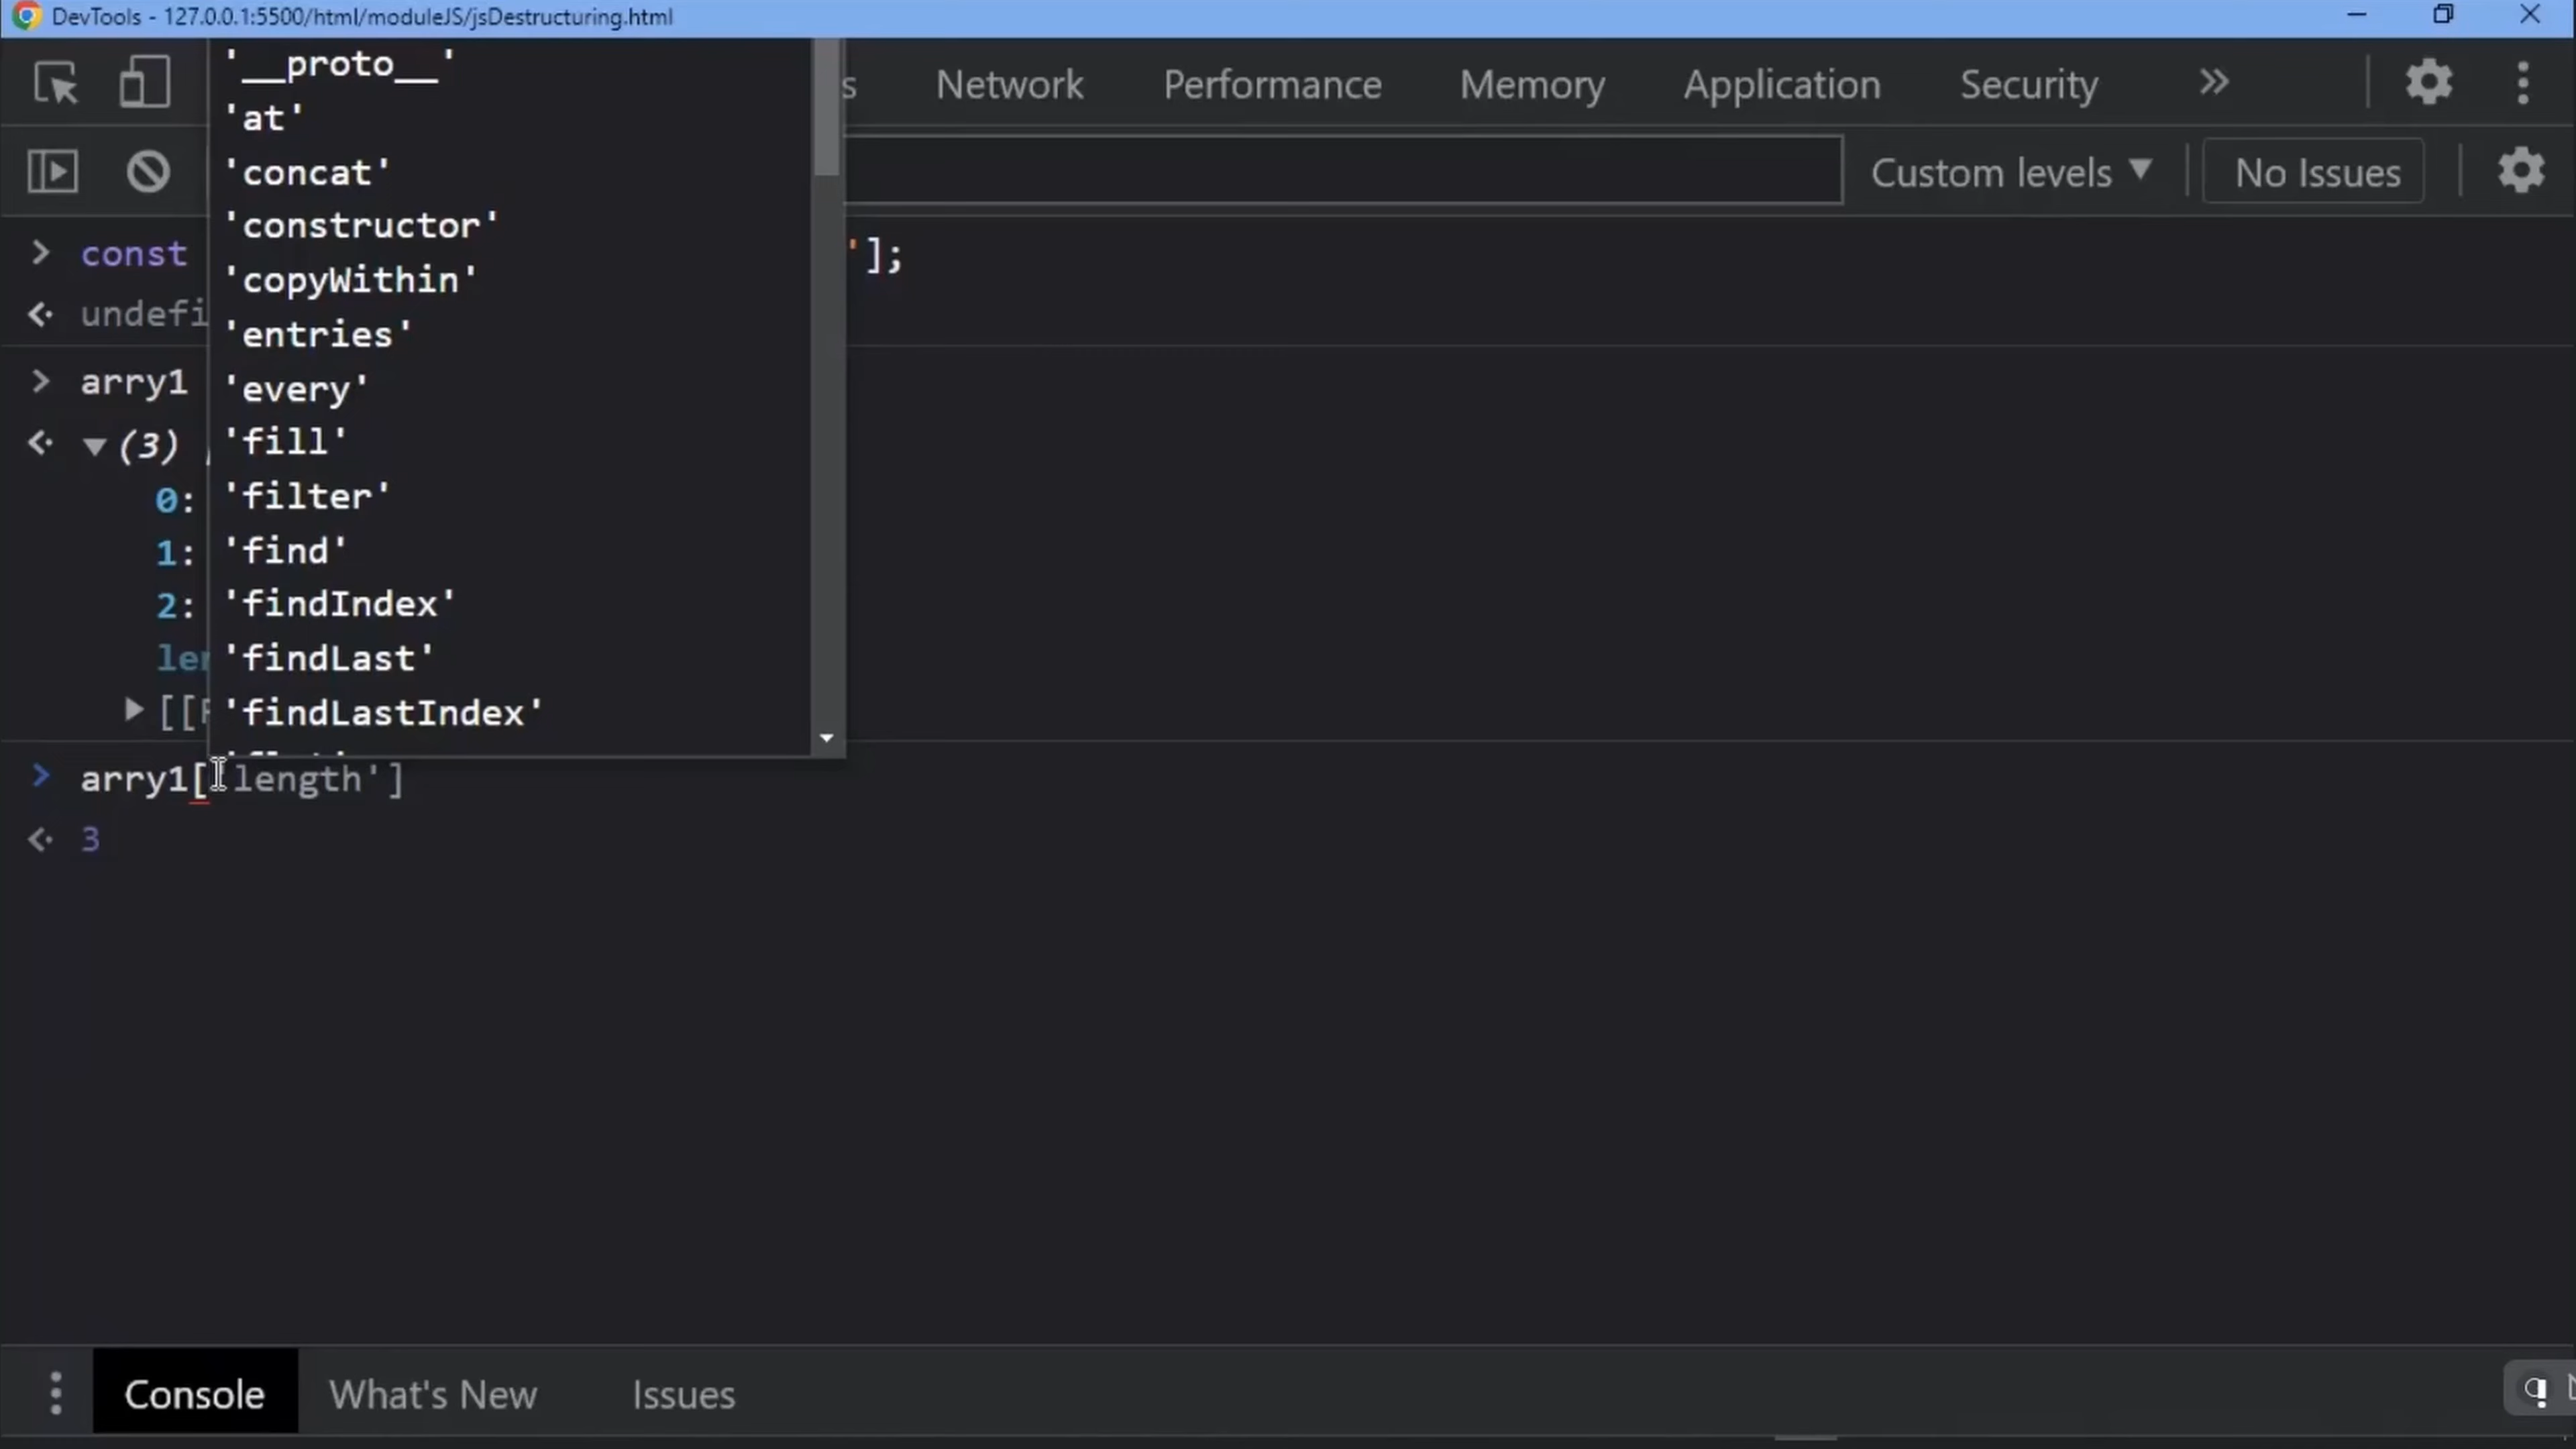 DevTools - 127.0.0.1:5500/html/moduleJS/jsDestructuring.html
s Network Performance Memory Application Security
Custom levels ▼ No Issues
'__proto__'
'at'
'concat'
'constructor'
'copyWithin'
'entries'
'every'
'fill'
'filter'
'find'
'findIndex'
'findLast'
'findLastIndex'
> const '];
undefi
> arry1
(3)
0:
1:
2:
len
[[P
> arry1['length']
3
Console What's New Issues